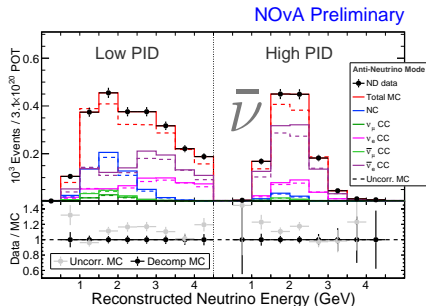 NOvA Preliminary
Low PID
High PID
ν̄
Anti-Neutrino Mode
ND data
Total MC
NC
ν_μ CC
ν_e CC
ν̄_μ CC
ν̄_e CC
Uncorr. MC
10³ Events / 3.1×10²⁰ POT
0.6
0.4
0.2
Data / MC
1.4
1.2
1
0.8
0.6
Uncorr. MC
Decomp MC
1 2 3 4 1 2 3 4
Reconstructed Neutrino Energy (GeV)